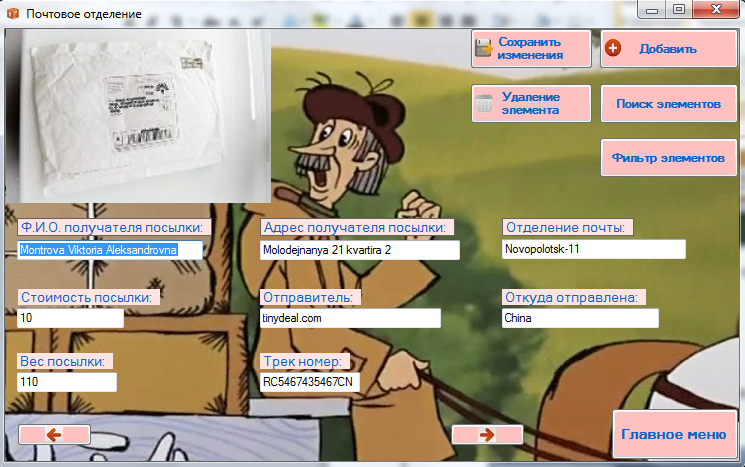 Почтовое отделение
Сохранить
изменения
Добавить
Удаление
элемента
Поиск элементов
Фильтр элементов
Ф.И.О. получателя посылки:
Адрес получателя посылки:
Отделение почты:
Montrova Viktoria Aleksandrovna
Molodejnanya 21 kvartira 2
Novopolotsk-11
Стоимость посылки:
Отправитель:
Откуда отправлена:
10
tinydeal.com
China
Вес посылки:
Трек номер:
110
RC5467435467CN
Главное меню